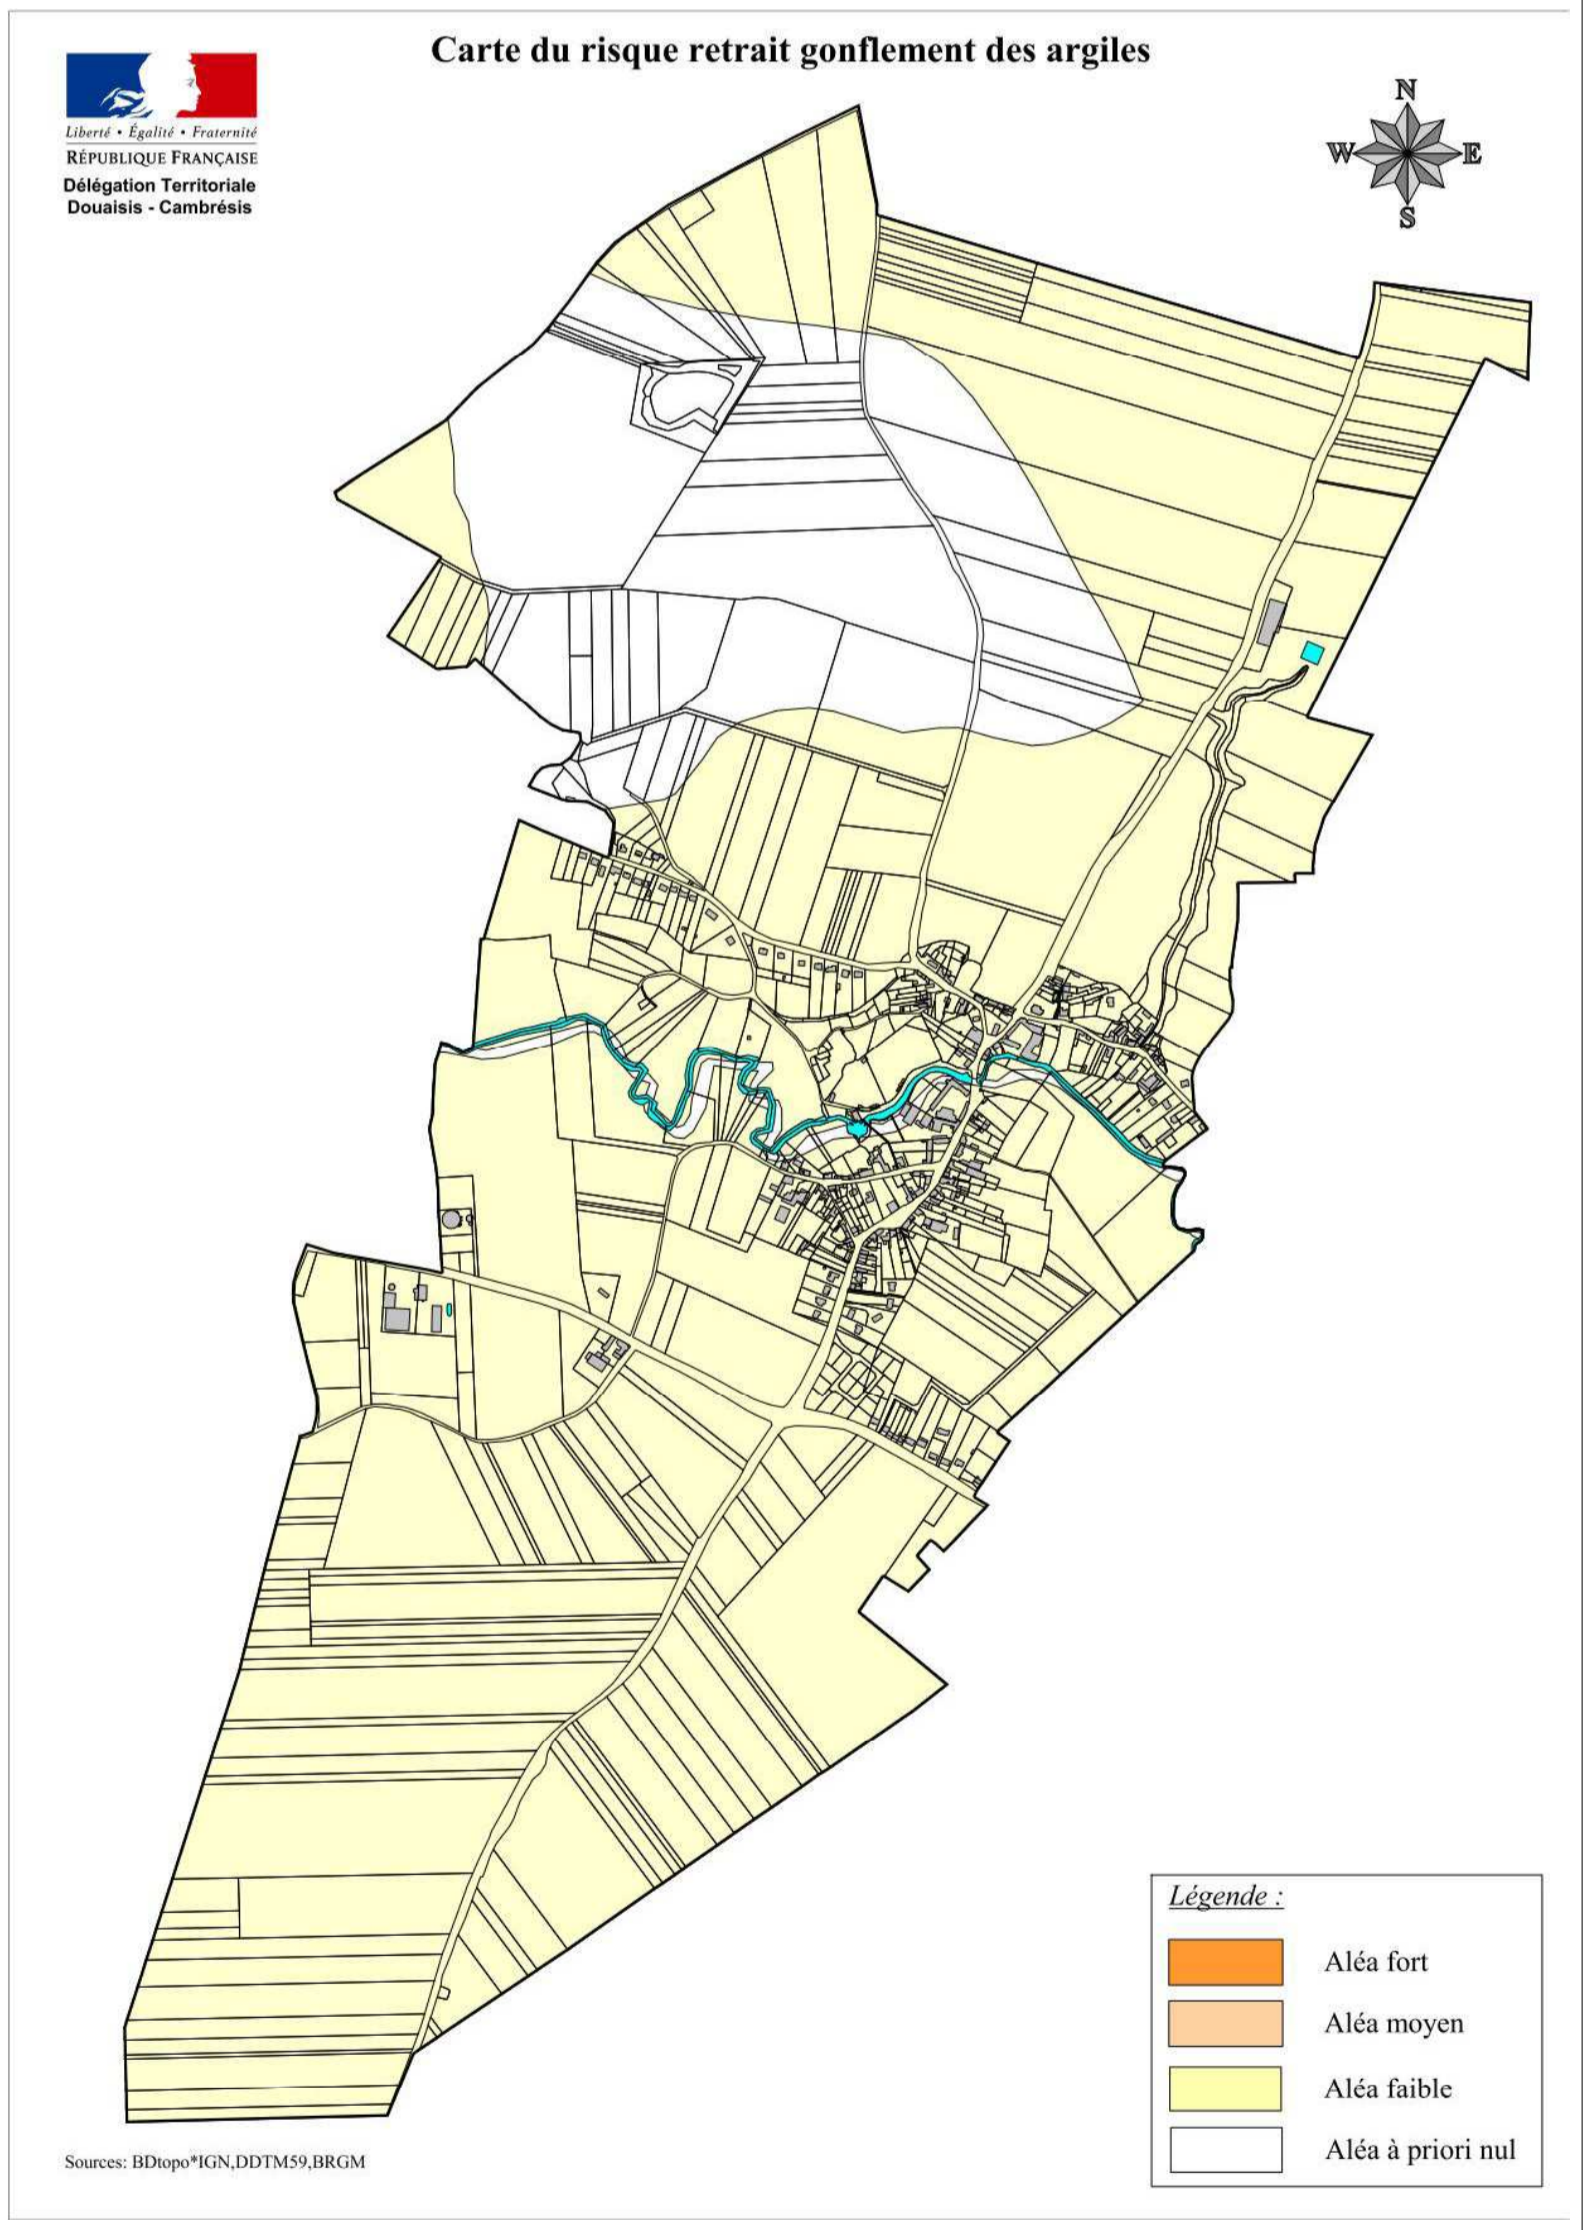 Carte du risque retrait gonflement des argiles
Liberté • Égalité • Fraternité
RÉPUBLIQUE FRANÇAISE
Délégation Territoriale
Douaisis - Cambrésis
N
W E
S
Légende :
Aléa fort
Aléa moyen
Aléa faible
Aléa à priori nul
Sources: BDtopo*IGN,DDTM59,BRGM